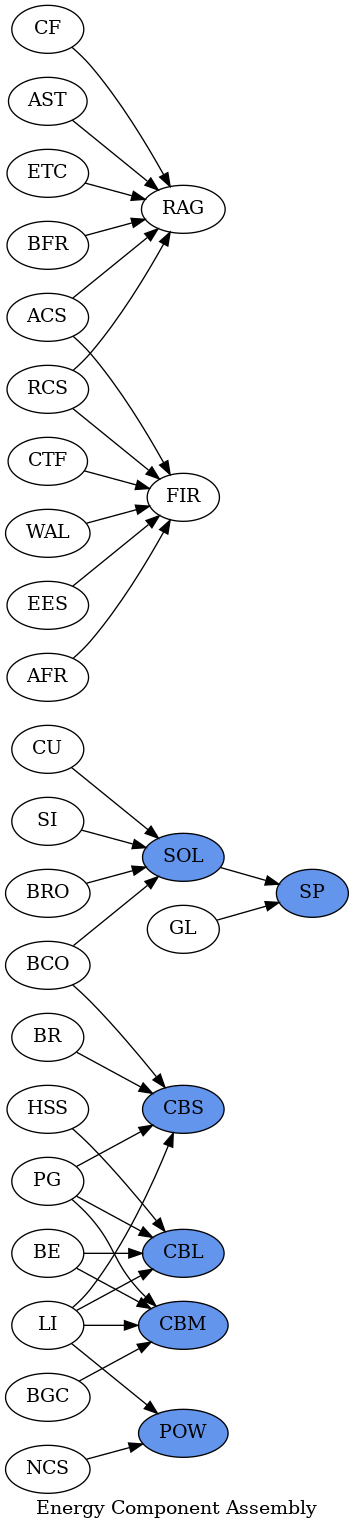 CF
AST
ETC
RAG
BFR
ACS
RCS
CTF
FIR
WAL
EES
AFR
CU
SI
SOL
BRO
SP
GL
BCO
BR
HSS
CBS
PG
BE
CBL
LI
CBM
BGC
POW
NCS
Energy Component Assembly